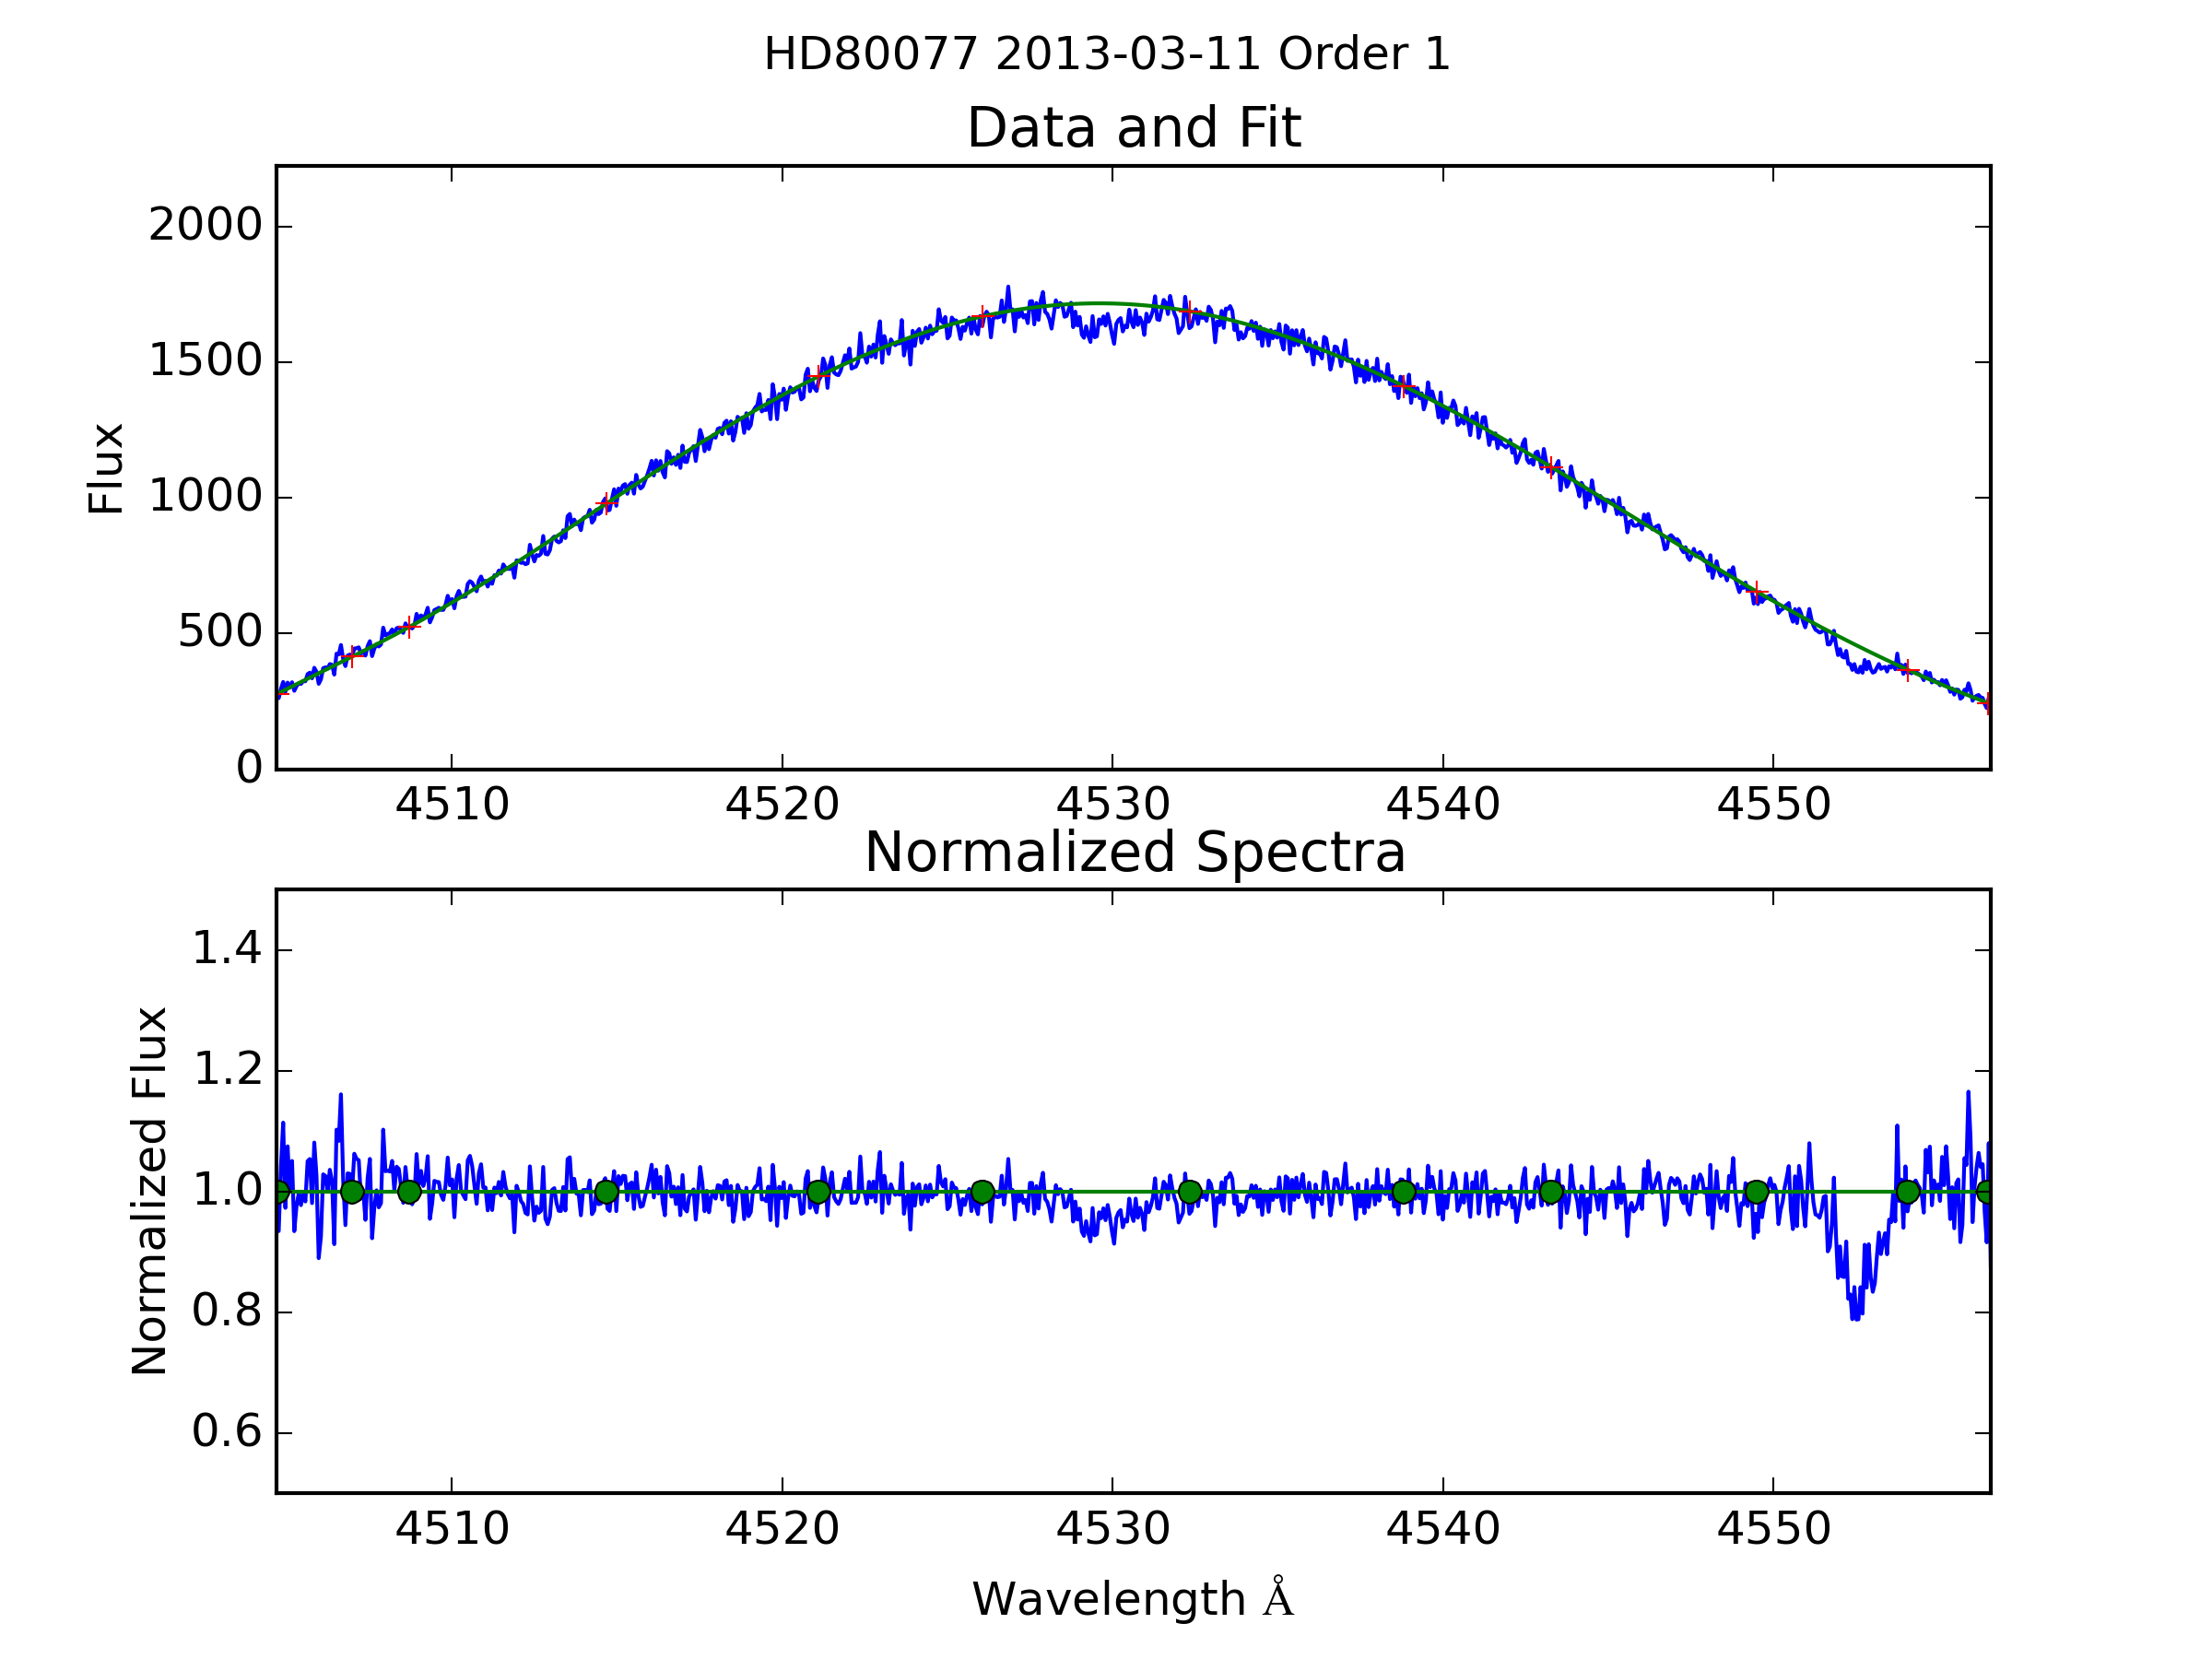 HD80077 2013-03-11 Order 1
Data and Fit
Flux
2000
1500
1000
500
0
4510 4520 4530 4540 4550
Normalized Spectra
Normalized Flux
1.4
1.2
1.0
0.8
0.6
4510 4520 4530 4540 4550
Wavelength Å